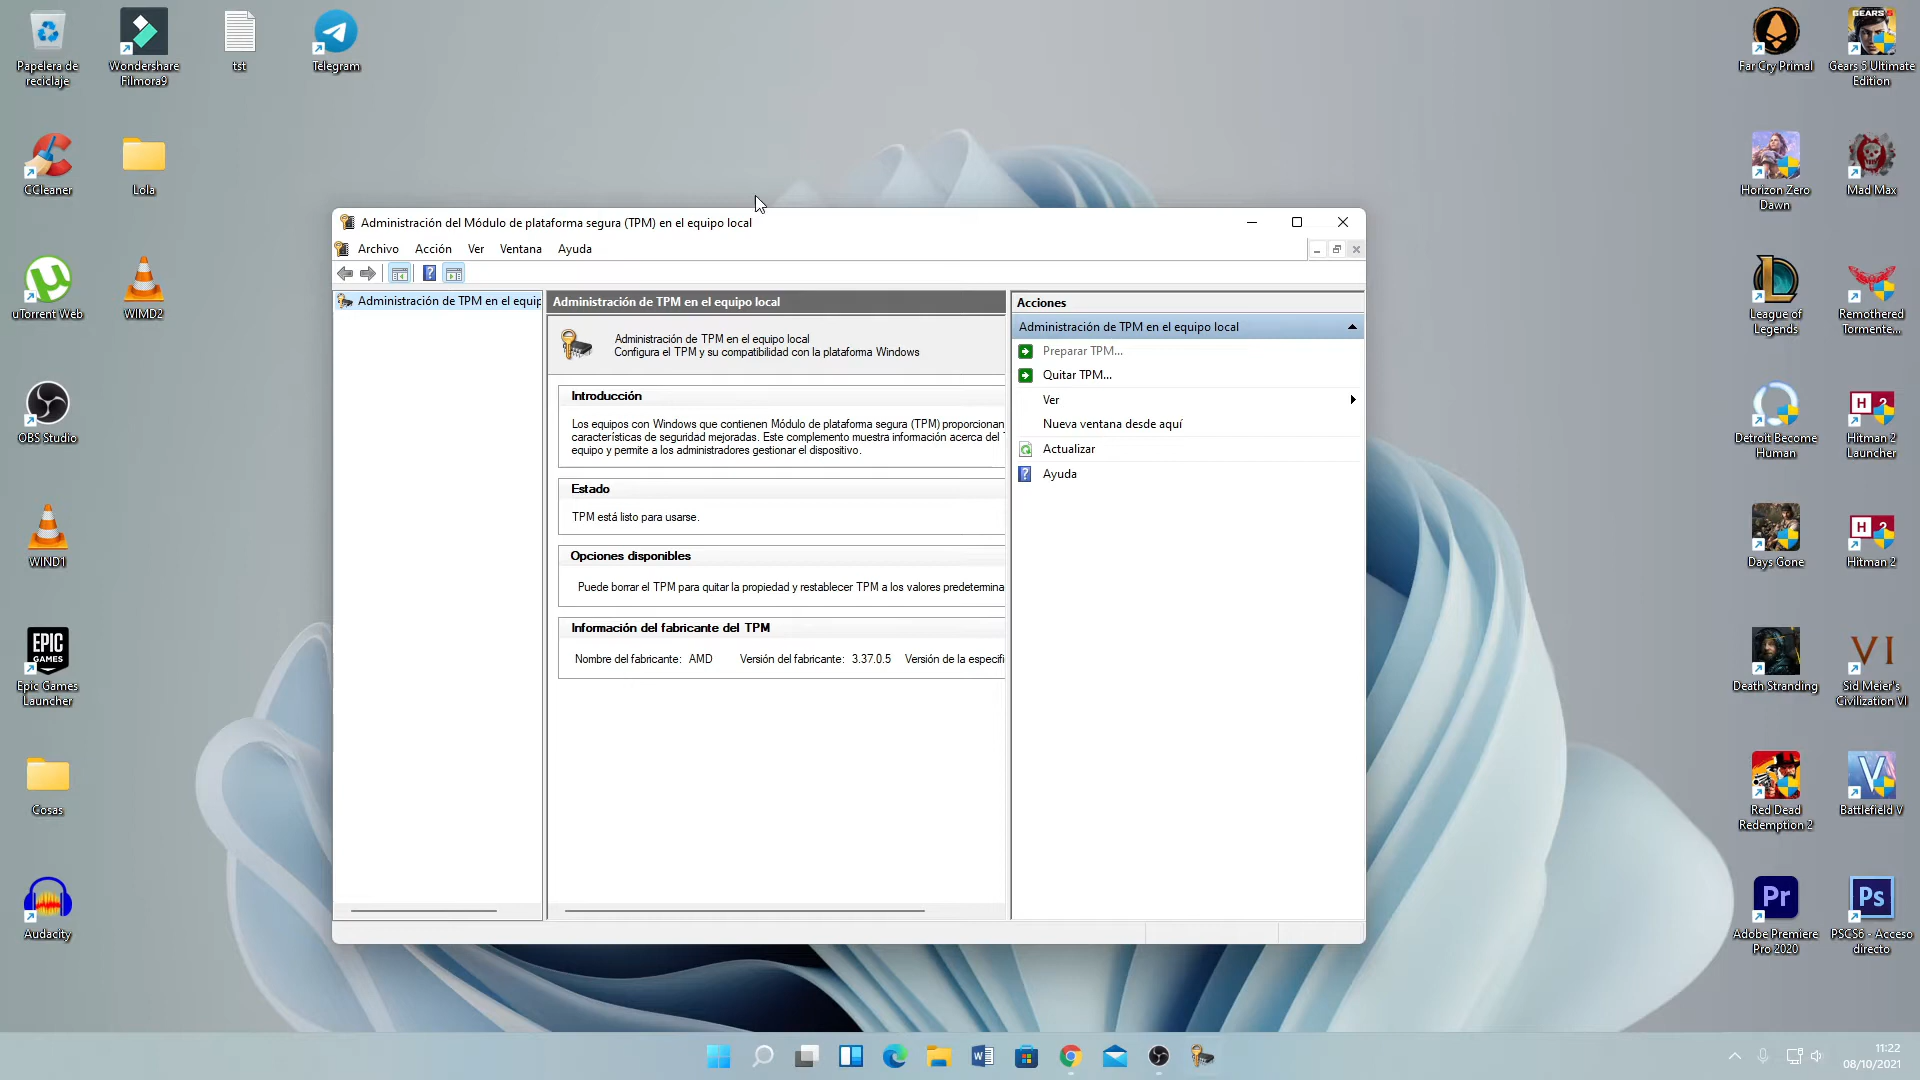 Papelera de
reciclaje
Wondershare
Filmora9
tst
Telegram
CCleaner
Lola
uTorrent Web
WIMD2
OBS Studio
WIND1
EPIC
GAMES
Epic Games
Launcher
Cosas
Audacity
Administración del Módulo de plataforma segura (TPM) en el equipo local
Archivo Acción Ver Ventana Ayuda
Administración de TPM en el equip
Administración de TPM en el equipo local
Administración de TPM en el equipo local
Configura el TPM y su compatibilidad con la plataforma Windows
Introducción
Los equipos con Windows que contienen Módulo de plataforma segura (TPM) proporcionan
características de seguridad mejoradas. Este complemento muestra información acerca del T
equipo y permite a los administradores gestionar el dispositivo.
Estado
TPM está listo para usarse.
Opciones disponibles
Puede borrar el TPM para quitar la propiedad y restablecer TPM a los valores predetermina
Información del fabricante del TPM
Nombre del fabricante: AMD Versión del fabricante: 3.37.0.5 Versión de la especifi
Acciones
Administración de TPM en el equipo local
Preparar TPM...
Quitar TPM...
Ver
Nueva ventana desde aquí
Actualizar
Ayuda
Far Cry Primal
GEARS 5
Gears 5 Ultimate
Edition
Horizon Zero
Dawn
Mad Max
League of
Legends
Remothered
Tormente...
Detroit Become
Human
H 2
Hitman 2
Launcher
Days Gone
H 2
Hitman 2
Death Stranding
VI
Sid Meier's
Civilization VI
Red Dead
Redemption 2
V
Battlefield V
Pr
Adobe Premiere
Pro 2020
Ps
PSCS6 - Acceso
directo
11:22
08/10/2021